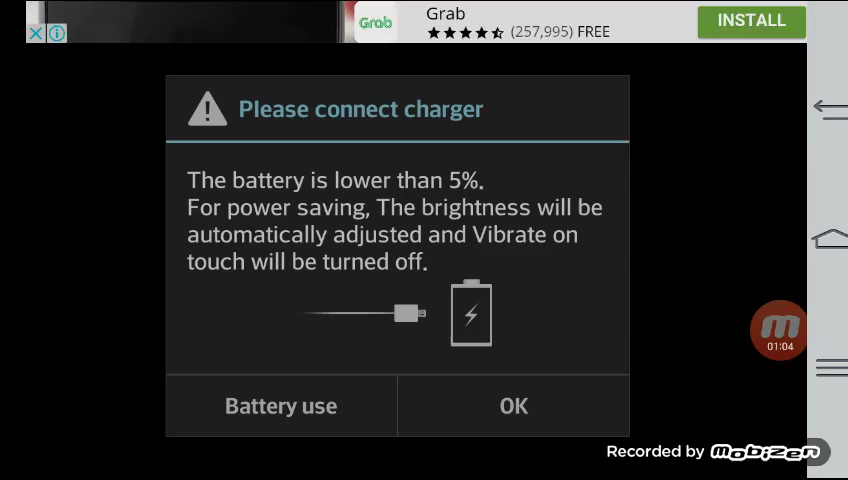 Grab
Grab
(257,995) FREE
INSTALL
Please connect charger
The battery is lower than 5%.
For power saving, The brightness will be
automatically adjusted and Vibrate on
touch will be turned off.
01:04
Battery use
OK
Recorded by mobizen